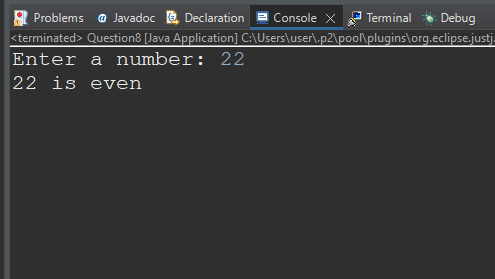 Problems Javadoc Declaration Console Terminal Debug
<terminated> Question8 [Java Application] C:\Users\user\.p2\pool\plugins\org.eclipse.justj.
Enter a number: 22
22 is even